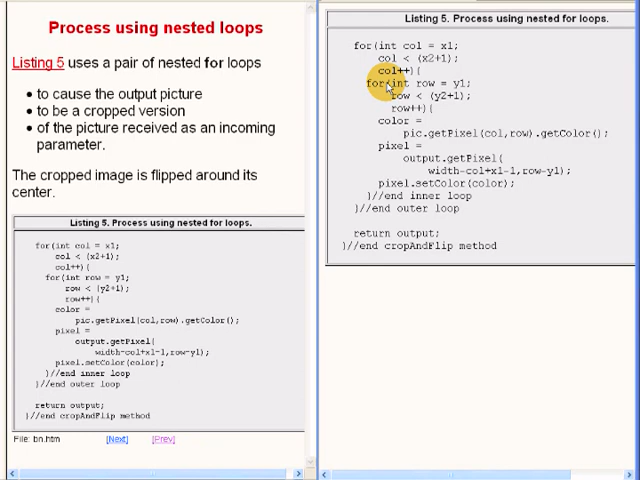 Process using nested loops
Listing 5 uses a pair of nested for loops
• to cause the output picture
• to be a cropped version
• of the picture received as an incoming
parameter.
The cropped image is flipped around its
center.
Listing 5. Process using nested for loops.
for(int col = x1;
col < (x2+1);
col++){
for(int row = y1;
row < (y2+1);
row++){
color =
pic.getPixel(col,row).getColor();
pixel =
output.getPixel(
width-col+x1-1,row-y1);
pixel.setColor(color);
}//end inner loop
}//end outer loop
return output;
}//end cropAndFlip method
File: bn.htm [Next] [Prev]
Listing 5. Process using nested for loops.
for(int col = x1;
col < (x2+1);
col++){
for(int row = y1;
row < (y2+1);
row++){
color =
pic.getPixel(col,row).getColor();
pixel =
output.getPixel(
width-col+x1-1,row-y1);
pixel.setColor(color);
}//end inner loop
}//end outer loop
return output;
}//end cropAndFlip method